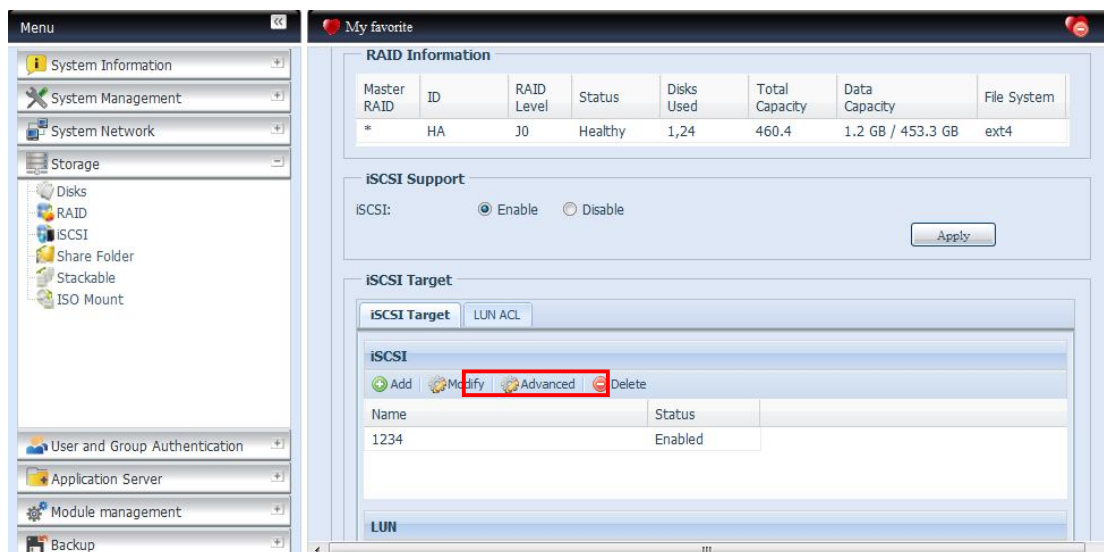 Menu
My favorite
System Information
System Management
System Network
Storage
Disks
RAID
iSCSI
Share Folder
Stackable
ISO Mount
User and Group Authentication
Application Server
Module management
Backup
RAID Information
Master RAID ID RAID Level Status Disks Used Total Capacity Data Capacity File System
* HA J0 Healthy 1,24 460.4 1.2 GB / 453.3 GB ext4
iSCSI Support
iSCSI: Enable Disable
Apply
iSCSI Target
iSCSI Target LUN ACL
iSCSI
Add Modify Advanced Delete
Name Status
1234 Enabled
LUN